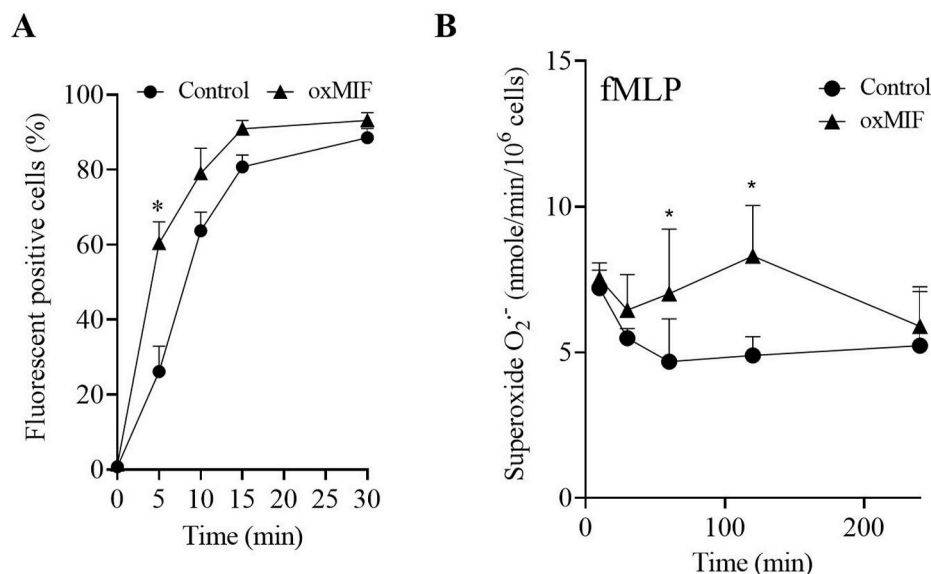 A
Control oxMIF
Fluorescent positive cells (%)
100
80
60
40
20
0
*
0 5 10 15 20 25 30
Time (min)
B
fMLP
Control
oxMIF
Superoxide O₂·⁻ (nmole/min/10⁶ cells)
15
10
5
0
* *
0 100 200
Time (min)